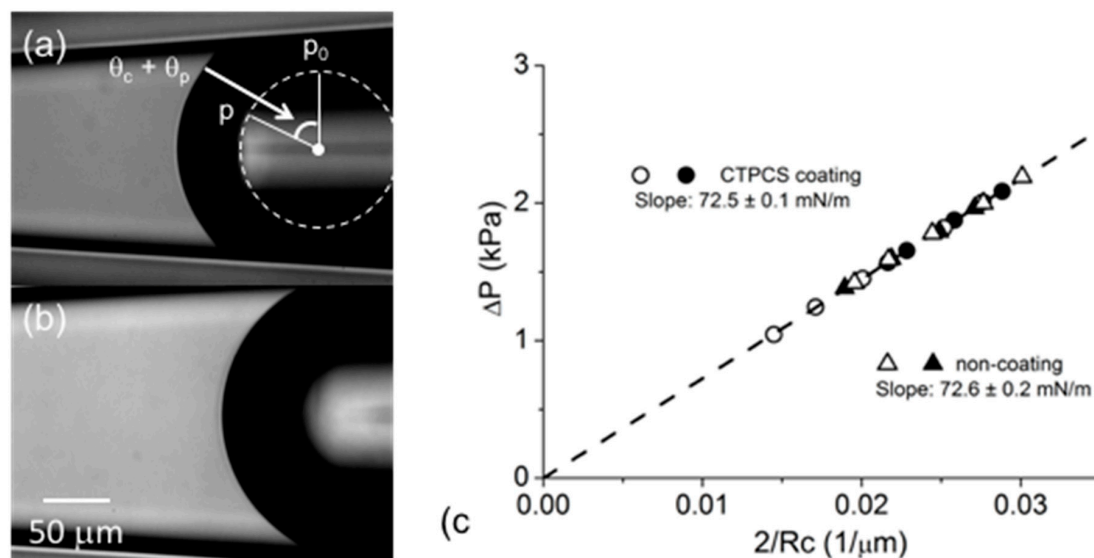 (a)
p₀
θc + θp
p
(b)
50 μm
(c
3
2
1
0
ΔP (kPa)
CTPCS coating
Slope: 72.5 ± 0.1 mN/m
non-coating
Slope: 72.6 ± 0.2 mN/m
0.00 0.01 0.02 0.03
2/Rc (1/μm)